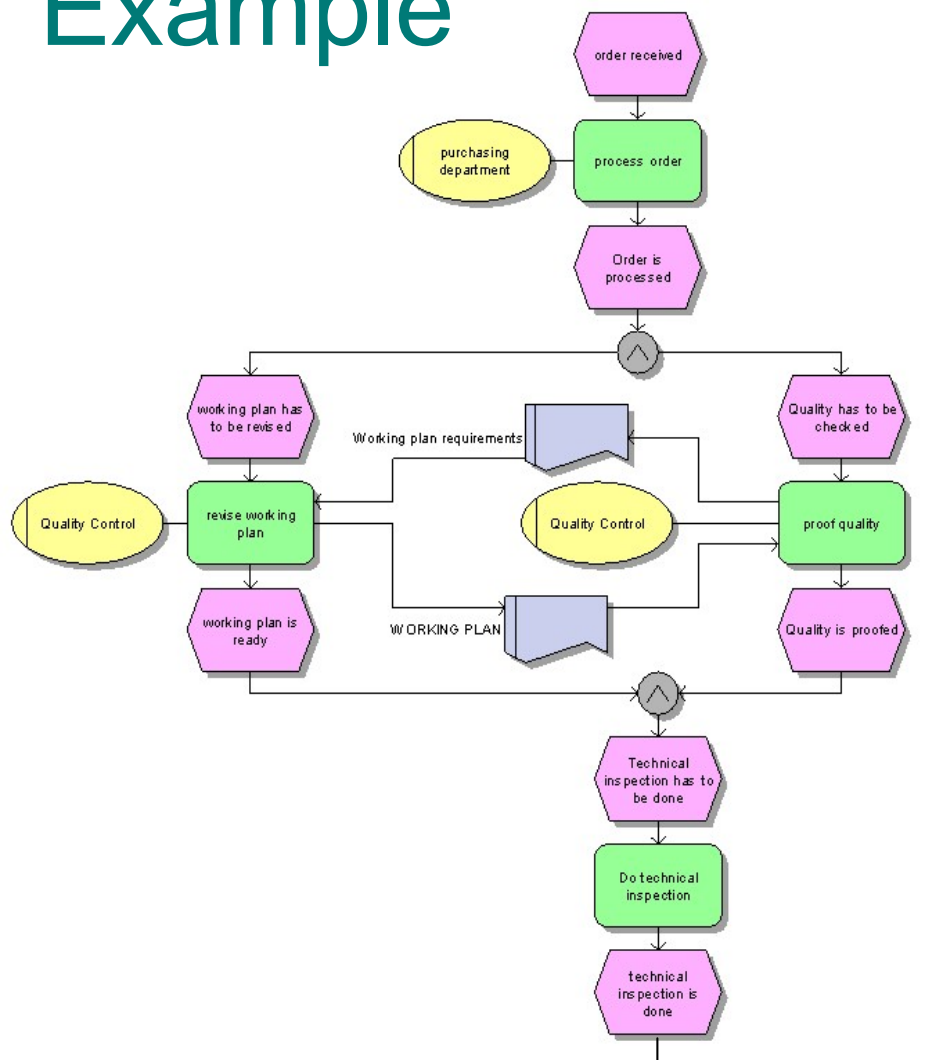 Example
order received
purchasing
department
process order
Order is
processed
working plan has
to be revised
Quality has to be
checked
Working plan requirements
Quality Control
revise working
plan
Quality Control
proof quality
working plan is
ready
WORKING PLAN
Quality is proofed
Technical
inspection has to
be done
Do technical
inspection
technical
inspection is
done